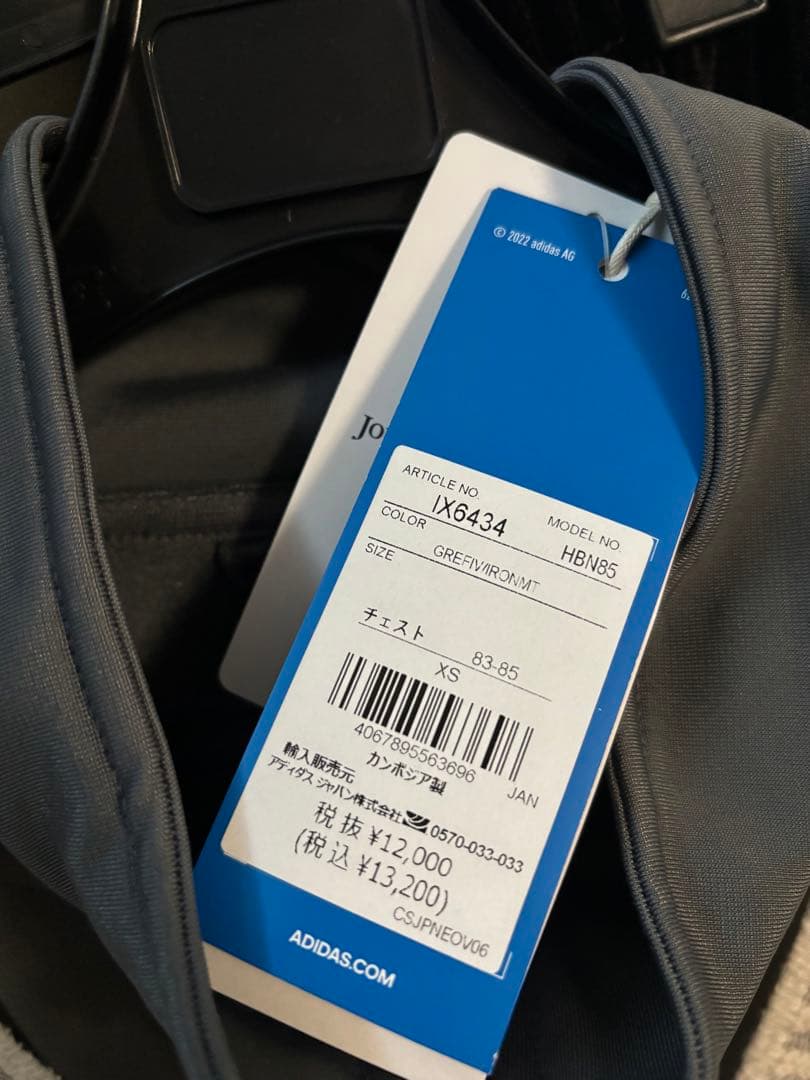 © 2022 adidas AG
Jo
ARTICLE NO.
IX6434
MODEL NO.
HBN85
COLOR
GREFIV/IRONMT
SIZE
チェスト 83-85
XS
4067895563696
JAN
輸入販売元 カンボジア製
アディダス ジャパン株式会社 0570-033-033
税抜 ¥12,000
(税込 ¥13,200)
CSJPNEOV06
ADIDAS.COM